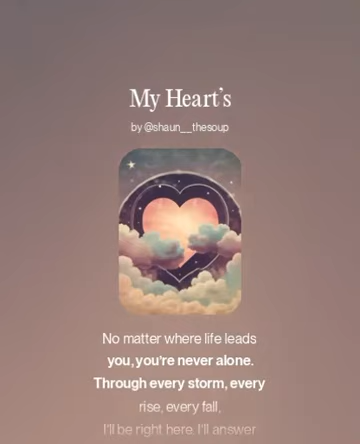 My Heart's
by @shaun__thesoup
No matter where life leads
you, you're never alone.
Through every storm, every
rise, every fall,
I'll be right here. I'll answer